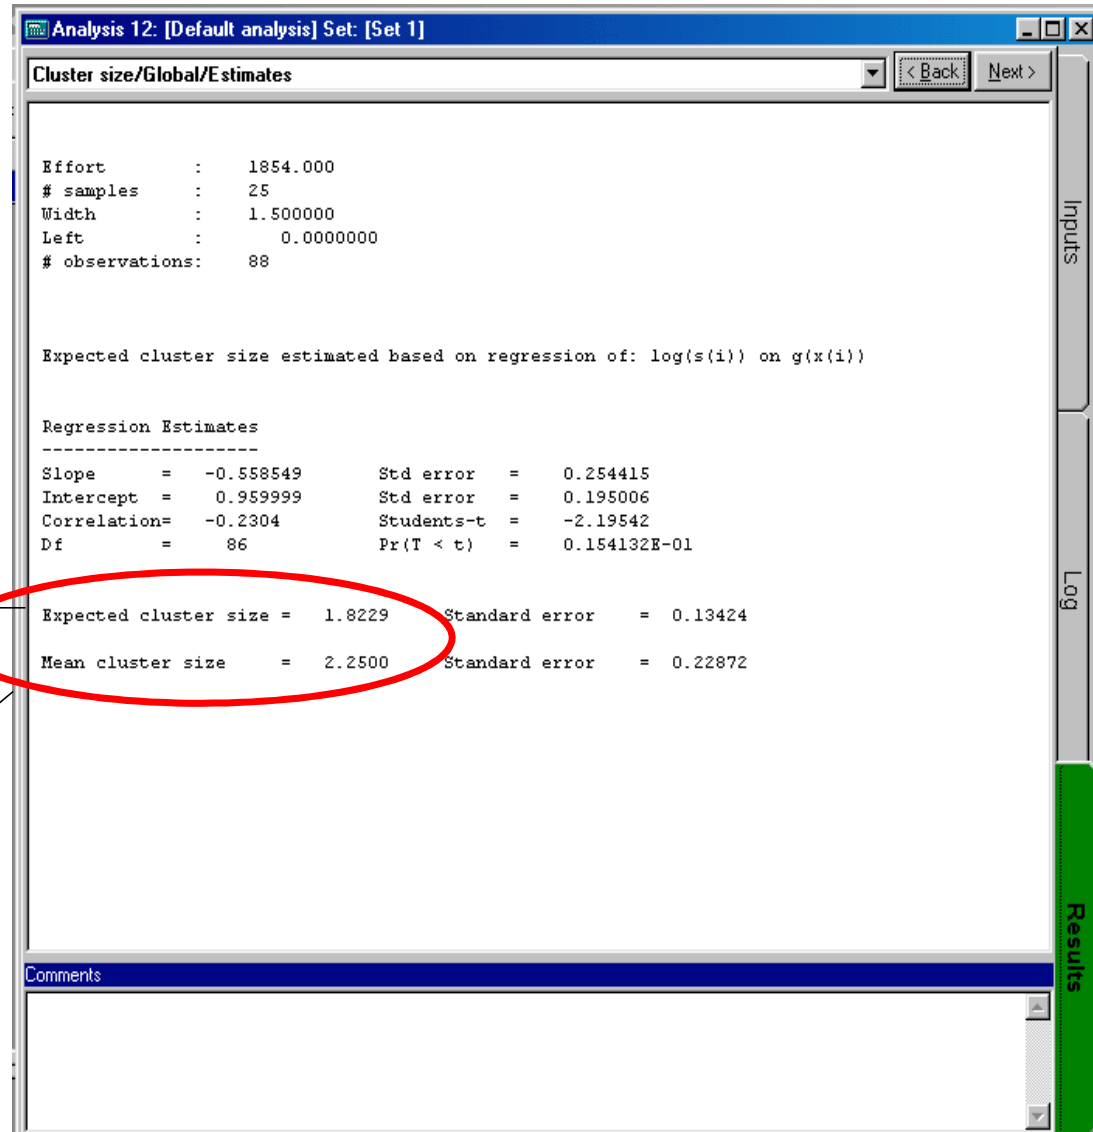 Analysis 12: [Default analysis] Set: [Set 1]
Cluster size/Global/Estimates
< Back
Next >
Effort : 1854.000
# samples : 25
Width : 1.500000
Left : 0.0000000
# observations: 88
Expected cluster size estimated based on regression of: log(s(i)) on g(x(i))
Regression Estimates
--------------------
Slope = -0.558549 Std error = 0.254415
Intercept = 0.959999 Std error = 0.195006
Correlation= -0.2304 Students-t = -2.19542
Df = 86 Pr(T < t) = 0.154132E-01
Expected cluster size = 1.8229 Standard error = 0.13424
Mean cluster size = 2.2500 Standard error = 0.22872
Inputs
Log
Results
Comments